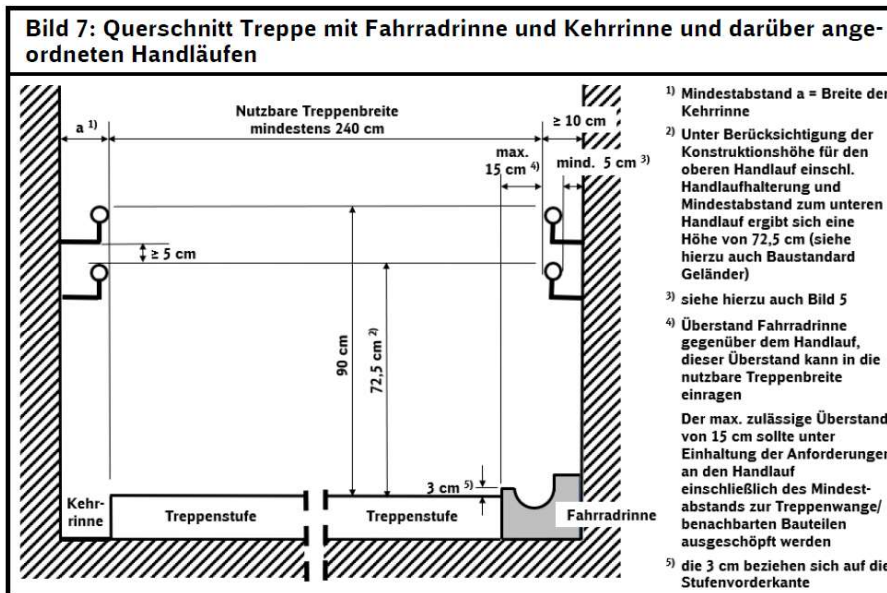 Bild 7: Querschnitt Treppe mit Fahrradrinne und Kehrrinne und darüber ange-
ordneten Handläufen
Nutzbare Treppenbreite
mindestens 240 cm
a 1)
≥ 10 cm
max.
15 cm 4)
mind. 5 cm 3)
≥ 5 cm
90 cm
72,5 cm 2)
3 cm 5)
Kehr-
rinne
Treppenstufe
Treppenstufe
Fahrradrinne
1) Mindestabstand a = Breite der
Kehrrinne
2) Unter Berücksichtigung der
Konstruktionshöhe für den
oberen Handlauf einschl.
Handlaufhalterung und
Mindestabstand zum unteren
Handlauf ergibt sich eine
Höhe von 72,5 cm (siehe
hierzu auch Baustandard
Geländer)
3) siehe hierzu auch Bild 5
4) Überstand Fahrradrinne
gegenüber dem Handlauf,
dieser Überstand kann in die
nutzbare Treppenbreite
einragen
Der max. zulässige Überstand
von 15 cm sollte unter
Einhaltung der Anforderungen
an den Handlauf
einschließlich des Mindest-
abstands zur Treppenwange/
benachbarten Bauteilen
ausgeschöpft werden
5) die 3 cm beziehen sich auf die
Stufenvorderkante